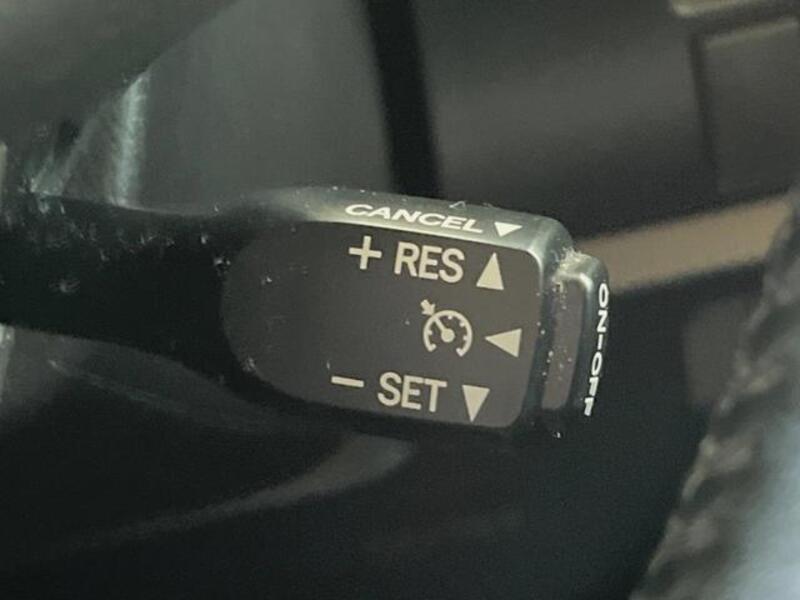 CANCEL ▼
+ RES ▲
◀
− SET ▼
ON-OFF